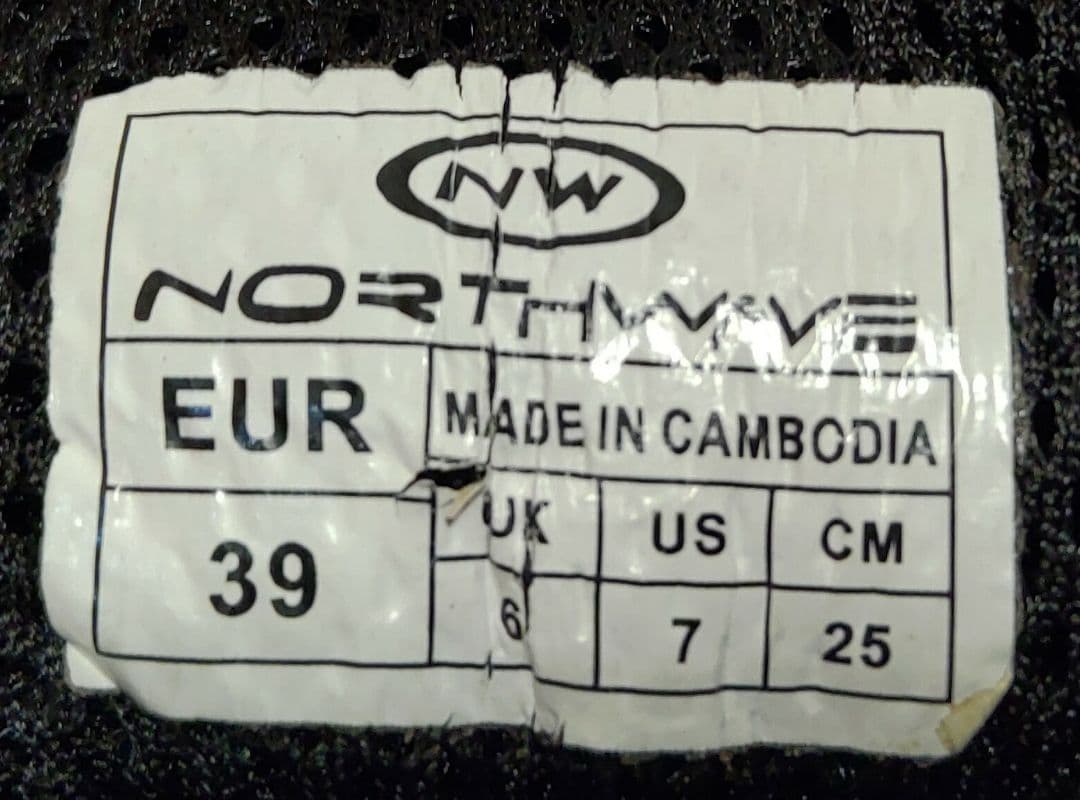 NW
NORTHWAVE
EUR
MADE IN CAMBODIA
UK US CM
39
6 7 25